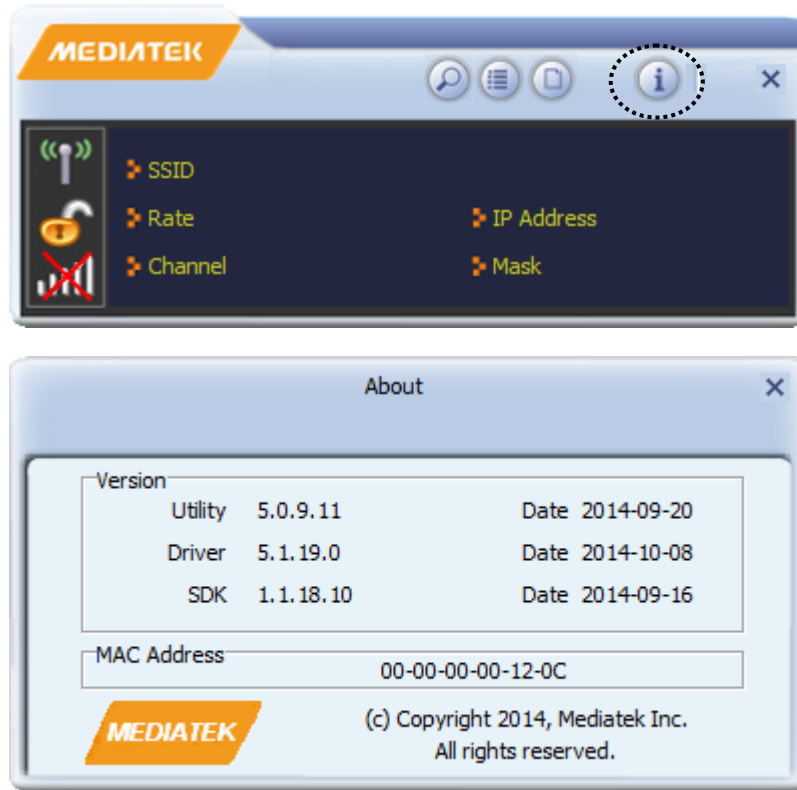 MEDIATEK
SSID
Rate IP Address
Channel Mask
About
Version
Utility 5.0.9.11 Date 2014-09-20
Driver 5.1.19.0 Date 2014-10-08
SDK 1.1.18.10 Date 2014-09-16
MAC Address
00-00-00-00-12-0C
MEDIATEK
(c) Copyright 2014, Mediatek Inc.
All rights reserved.